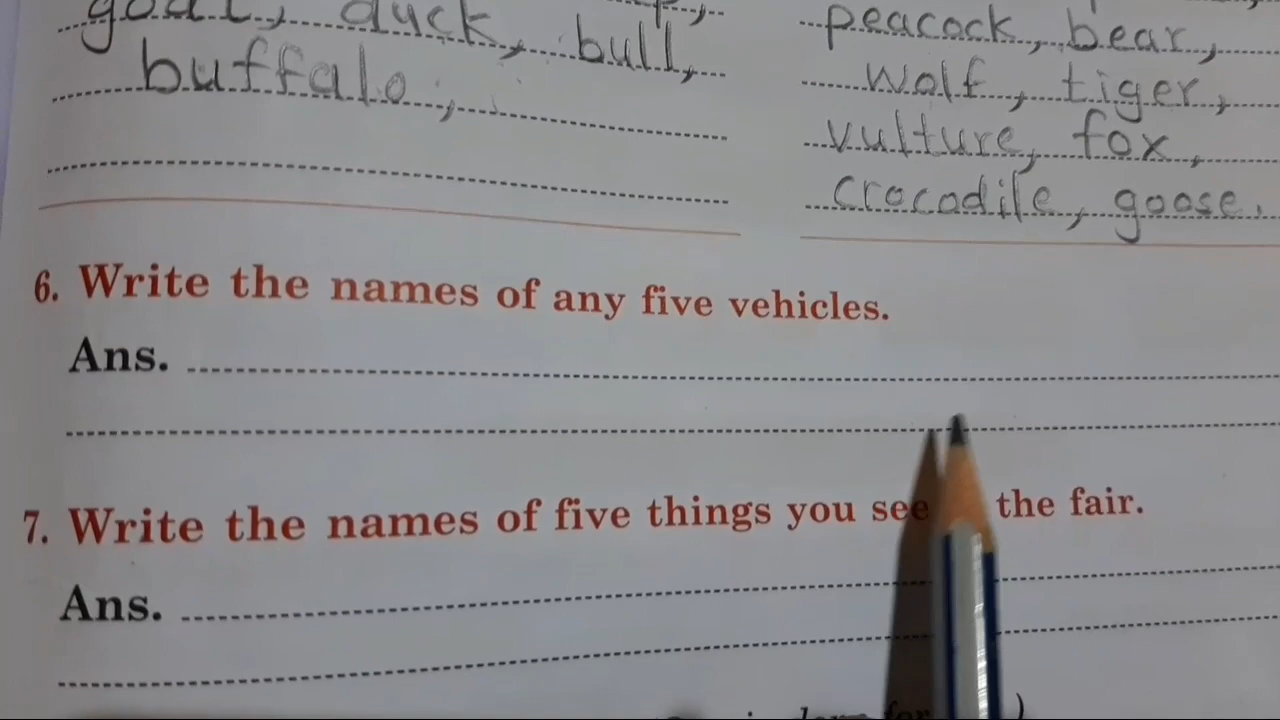 goat, duck,
bull,
buffalo,
peacock, bear,
wolf, tiger,
vulture, fox,
crocodile, goose.
6. Write the names of any five vehicles.
Ans.
7. Write the names of five things you see the fair.
Ans.